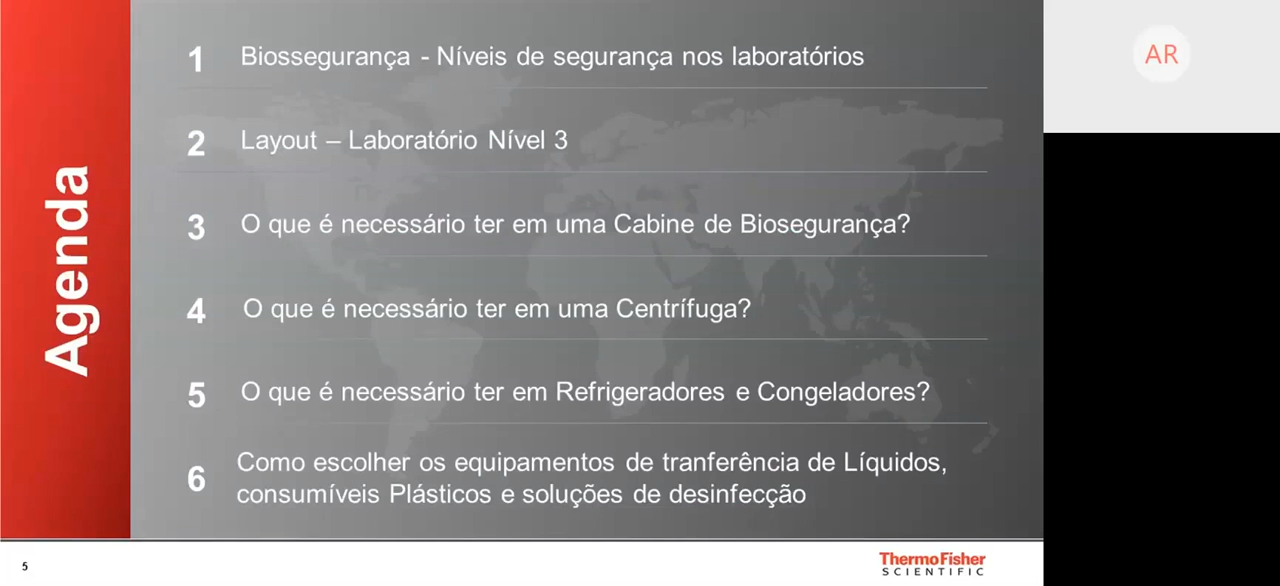 Agenda
1 Biossegurança - Níveis de segurança nos laboratórios
2 Layout – Laboratório Nível 3
3 O que é necessário ter em uma Cabine de Biosegurança?
4 O que é necessário ter em uma Centrífuga?
5 O que é necessário ter em Refrigeradores e Congeladores?
6 Como escolher os equipamentos de tranferência de Líquidos,
consumíveis Plásticos e soluções de desinfecção
5
ThermoFisher
SCIENTIFIC
AR